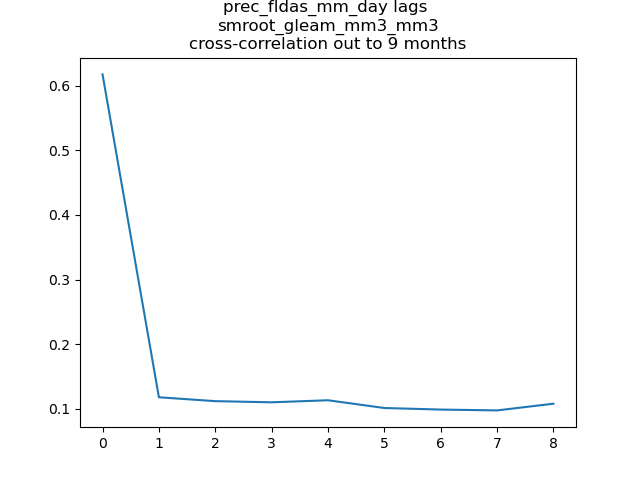 prec_fldas_mm_day lags
smroot_gleam_mm3_mm3
cross-correlation out to 9 months
0.6
0.5
0.4
0.3
0.2
0.1
0 1 2 3 4 5 6 7 8